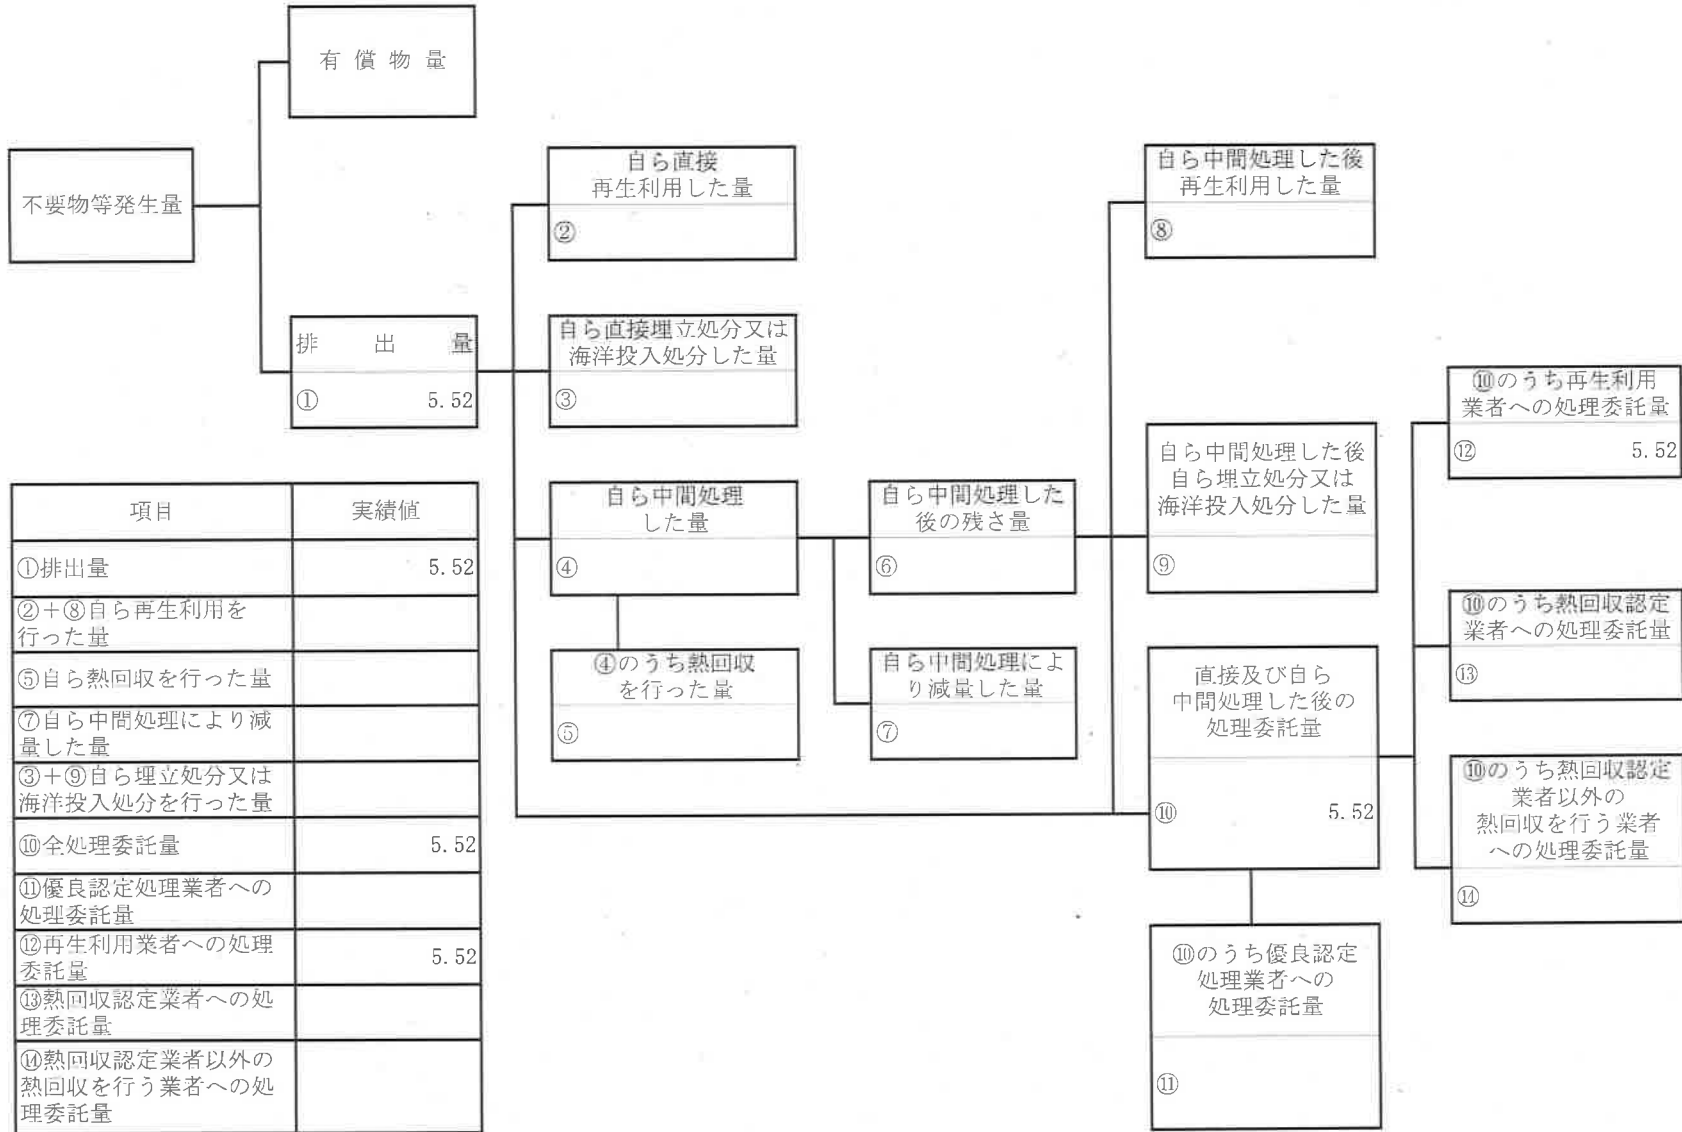 有償物量
不要物等発生量
排出量
① 5.52
自ら直接
再生利用した量
②
自ら直接埋立処分又は
海洋投入処分した量
③
自ら中間処理
した量
④
④のうち熱回収
を行った量
⑤
自ら中間処理した
後の残さ量
⑥
自ら中間処理によ
り減量した量
⑦
自ら中間処理した後
再生利用した量
⑧
自ら中間処理した後
自ら埋立処分又は
海洋投入処分した量
⑨
直接及び自ら
中間処理した後の
処理委託量
⑩ 5.52
⑩のうち優良認定
処理業者への
処理委託量
⑪
⑩のうち再生利用
業者への処理委託量
⑫ 5.52
⑩のうち熱回収認定
業者への処理委託量
⑬
⑩のうち熱回収認定
業者以外の
熱回収を行う業者
への処理委託量
⑭
項目 実績値
①排出量 5.52
②+⑧自ら再生利用を
行った量
⑤自ら熱回収を行った量
⑦自ら中間処理により減
量した量
③+⑨自ら埋立処分又は
海洋投入処分を行った量
⑩全処理委託量 5.52
⑪優良認定処理業者への
処理委託量
⑫再生利用業者への処理
委託量 5.52
⑬熱回収認定業者への処
理委託量
⑭熱回収認定業者以外の
熱回収を行う業者への処
理委託量